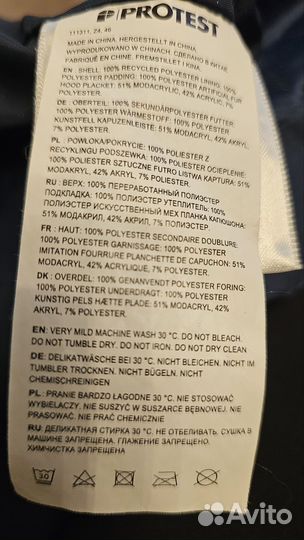 PROTEST
111311, Z4, 46
MADE IN CHINA, HERGESTELLT IN CHINA,
WYPRODUKOWANO W CHINACH, СДЕЛАНО В КИТАЕ
FABRIQUÉ EN CHINE, FREMSTILLET I KINA
EN : SHELL: 100% RECYCLED POLYESTER LINING: 100%
POLYESTER PADDING: 100% POLYESTER ARTIFICIAL FUR
HOOD PLACKET: 51% MODACRYLIC, 42% ACRYLIC, 7%
POLYESTER.
DE : OBERTEIL: 100% SEKUNDÄRPOLYESTER FUTTER:
100% POLYESTER WÄRMESTOFF: 100% POLYESTER
KUNSTFELL KAPUZENLEISTE: 51% MODACRYL, 42% AKRYL,
7% POLYESTER.
PL : POWŁOKA/POKRYCIE: 100% POLIESTER Z
RECYKLINGU PODSZEWKA: 100% POLIESTER OCIEPLENIE:
100% POLIESTER SZTUCZNE FUTRO LISTWA KAPTURA: 51%
MODAKRYL, 42% AKRYL, 7% POLIESTER.
RU : ВЕРХ: 100% ПЕРЕРАБОТАННЫЙ ПОЛИЭСТЕР
ПОДКЛАДКА: 100% ПОЛИЭСТЕР УТЕПЛИТЕЛЬ: 100%
ПОЛИЭСТЕР ИСКУССТВЕННЫЙ МЕХ ПЛАНКА КАПЮШОНА:
51% МОДАКРИЛ, 42% АКРИЛ, 7% ПОЛИЭСТЕР.
FR : HAUT: 100% POLYESTER SECONDAIRE DOUBLURE:
100% POLYESTER GARNISSAGE: 100% POLYESTER
IMITATION FOURRURE PLANCHETTE DE CAPUCHON: 51%
MODACRYL, 42% ACRYLIQUE, 7% POLYESTER.
DK : OVERDEL: 100% GENANVENDT POLYESTER FORING:
100% POLYESTER UNDERDRAGT: 100% POLYESTER
KUNSTIG PELS HÆTTE PLADE: 51% MODACRYL, 42%
AKRYL, 7% POLYESTER.
EN: VERY MILD MACHINE WASH 30 °C. DO NOT BLEACH.
DO NOT TUMBLE DRY. DO NOT IRON. DO NOT DRY CLEAN
DE: DELIKATWÄSCHE BEI 30 °C. NICHT BLEICHEN. NICHT IM
TUMBLER TROCKNEN. NICHT BÜGELN. NICHT
CHEMISCHREINIGEN
PL: PRANIE BARDZO ŁAGODNE 30 °C. NIE STOSOWAĆ
WYBIELACZY. NIE SUSZYĆ W SUSZARCE BĘBNOWEJ. NIE
PRASOWAĆ. NIE PRAĆ CHEMICZNIE
RU: ДЕЛИКАТНАЯ СТИРКА 30 °C. НЕ ОТБЕЛИВАТЬ. СУШКА В
МАШИНЕ ЗАПРЕЩЕНА. ГЛАЖЕНИЕ ЗАПРЕЩЕНО.
ХИМЧИСТКА ЗАПРЕЩЕНА
30
Avito